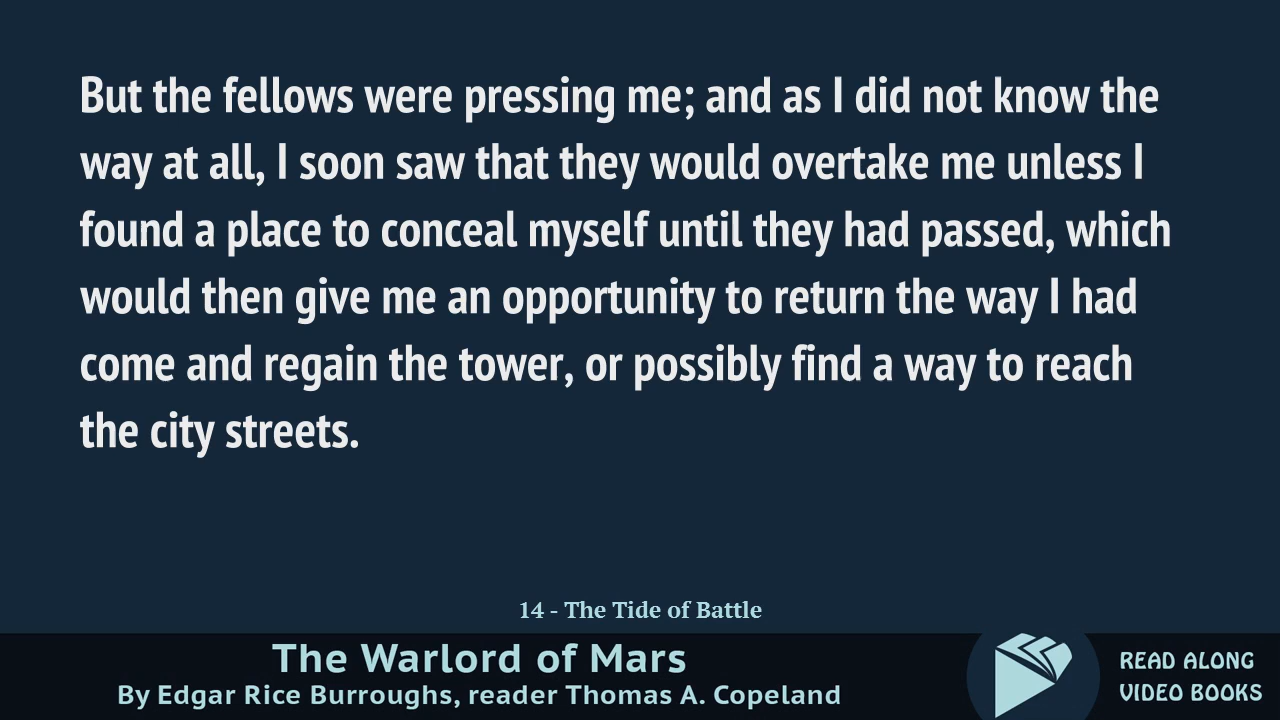 But the fellows were pressing me; and as I did not know the
way at all, I soon saw that they would overtake me unless I
found a place to conceal myself until they had passed, which
would then give me an opportunity to return the way I had
come and regain the tower, or possibly find a way to reach
the city streets.
14 - The Tide of Battle
The Warlord of Mars
By Edgar Rice Burroughs, reader Thomas A. Copeland
READ ALONG
VIDEO BOOKS